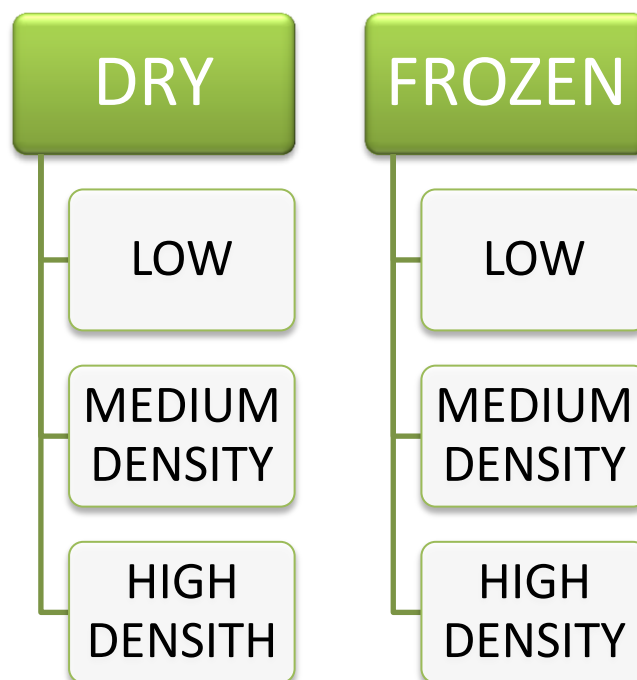 DRY
LOW
MEDIUM
DENSITY
HIGH
DENSITH
FROZEN
LOW
MEDIUM
DENSITY
HIGH
DENSITY